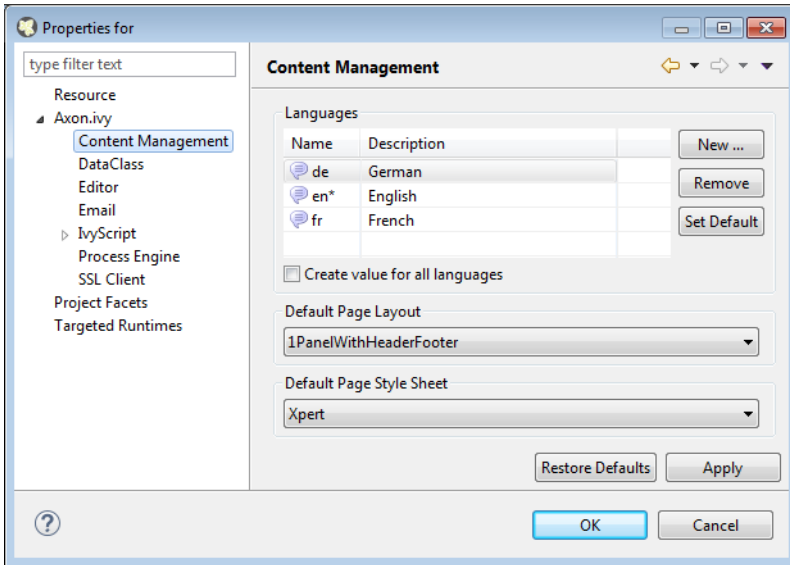 Properties for
type filter text
Resource
Axon.ivy
Content Management
DataClass
Editor
Email
IvyScript
Process Engine
SSL Client
Project Facets
Targeted Runtimes
Content Management
Languages
Name Description
de German
en* English
fr French
New ...
Remove
Set Default
Create value for all languages
Default Page Layout
1PanelWithHeaderFooter
Default Page Style Sheet
Xpert
Restore Defaults Apply
? OK Cancel